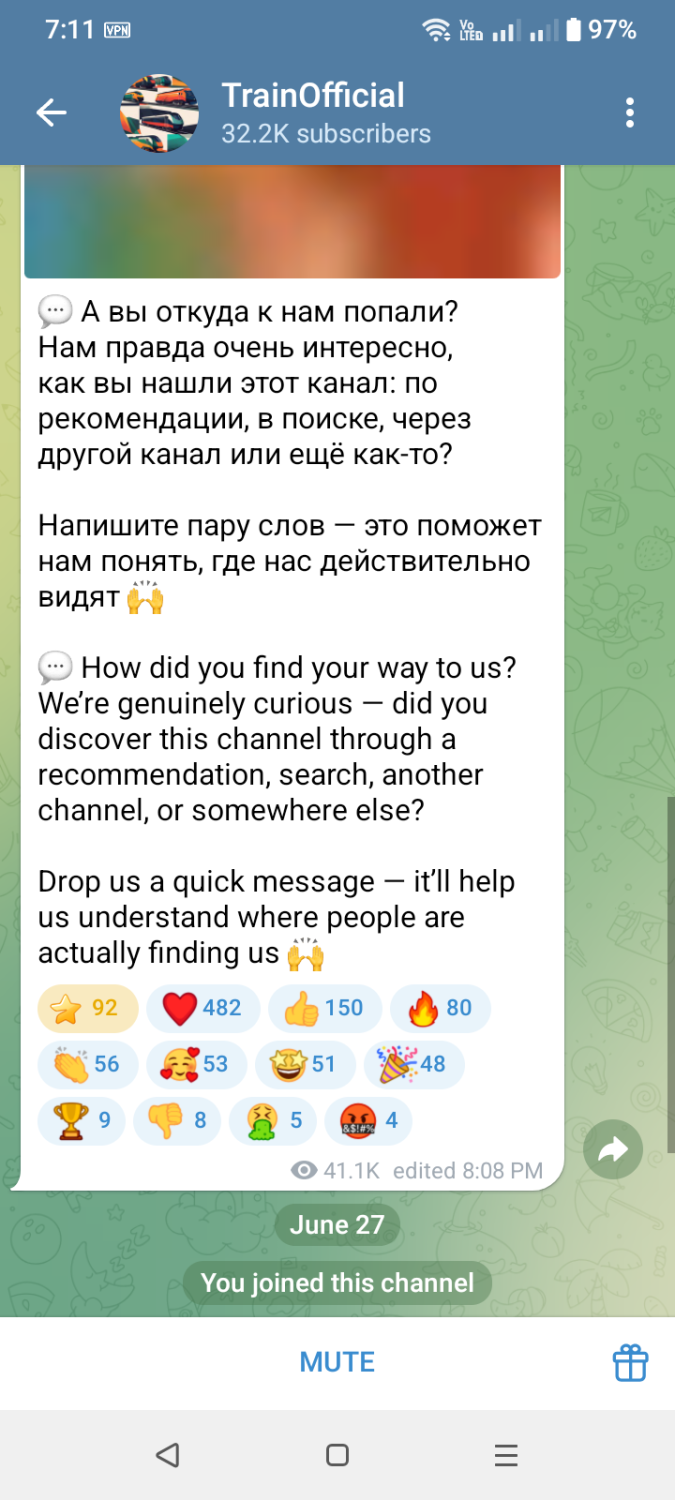 7:11 VPN Vo LTED 97%
TrainOfficial
32.2K subscribers
💬 А вы откуда к нам попали?
Нам правда очень интересно,
как вы нашли этот канал: по
рекомендации, в поиске, через
другой канал или ещё как-то?
Напишите пару слов — это поможет
нам понять, где нас действительно
видят 🙌
💬 How did you find your way to us?
We’re genuinely curious — did you
discover this channel through a
recommendation, search, another
channel, or somewhere else?
Drop us a quick message — it’ll help
us understand where people are
actually finding us 🙌
⭐ 92 ❤️ 482 👍 150 🔥 80
👏 56 🥰 53 🤩 51 🎉 48
🏆 9 👎 8 🤮 5 🤬 4
41.1K edited 8:08 PM
June 27
You joined this channel
MUTE